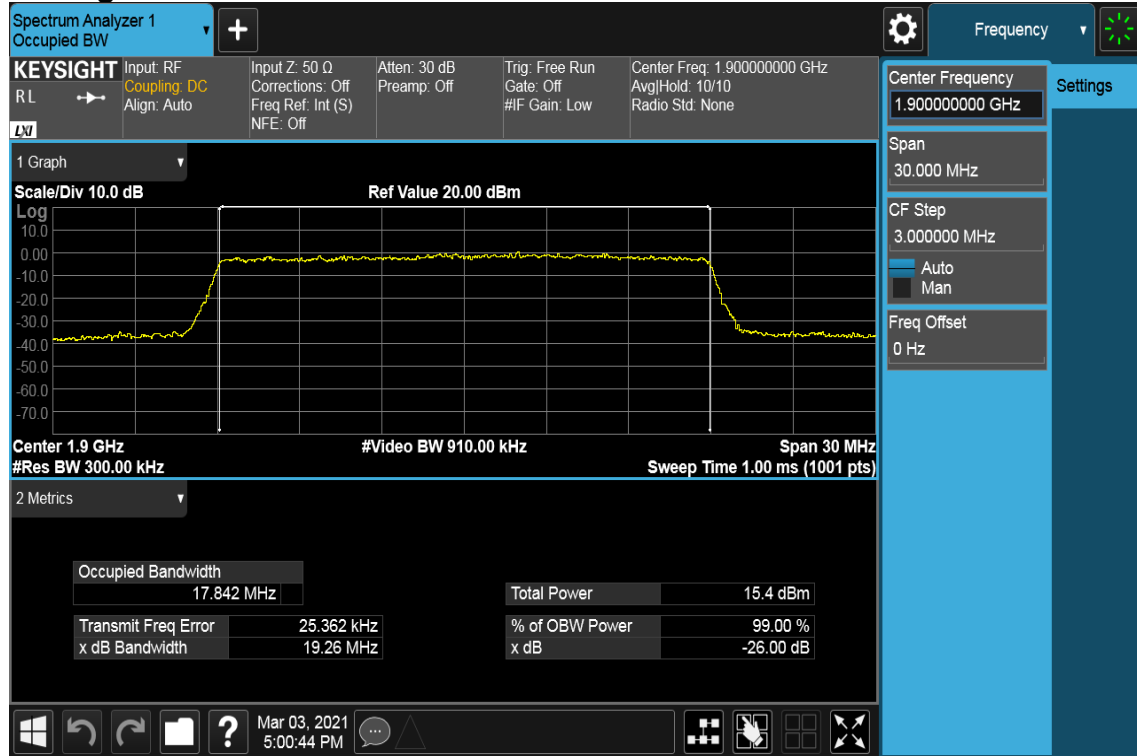 Spectrum Analyzer 1
Occupied BW
+
Frequency
KEYSIGHT
R L
LXI
Input: RF
Coupling: DC
Align: Auto
Input Z: 50 Ω
Corrections: Off
Freq Ref: Int (S)
NFE: Off
Atten: 30 dB
Preamp: Off
Trig: Free Run
Gate: Off
#IF Gain: Low
Center Freq: 1.900000000 GHz
Avg|Hold: 10/10
Radio Std: None
Center Frequency
1.900000000 GHz
Settings
Span
30.000 MHz
CF Step
3.000000 MHz
Auto
Man
Freq Offset
0 Hz
1 Graph
Scale/Div 10.0 dB
Ref Value 20.00 dBm
Log
10.0
0.00
-10.0
-20.0
-30.0
-40.0
-50.0
-60.0
-70.0
Center 1.9 GHz
#Video BW 910.00 kHz
Span 30 MHz
#Res BW 300.00 kHz
Sweep Time 1.00 ms (1001 pts)
2 Metrics
Occupied Bandwidth
17.842 MHz
Total Power 15.4 dBm
Transmit Freq Error 25.362 kHz
% of OBW Power 99.00 %
x dB Bandwidth 19.26 MHz
x dB -26.00 dB
?
Mar 03, 2021
5:00:44 PM